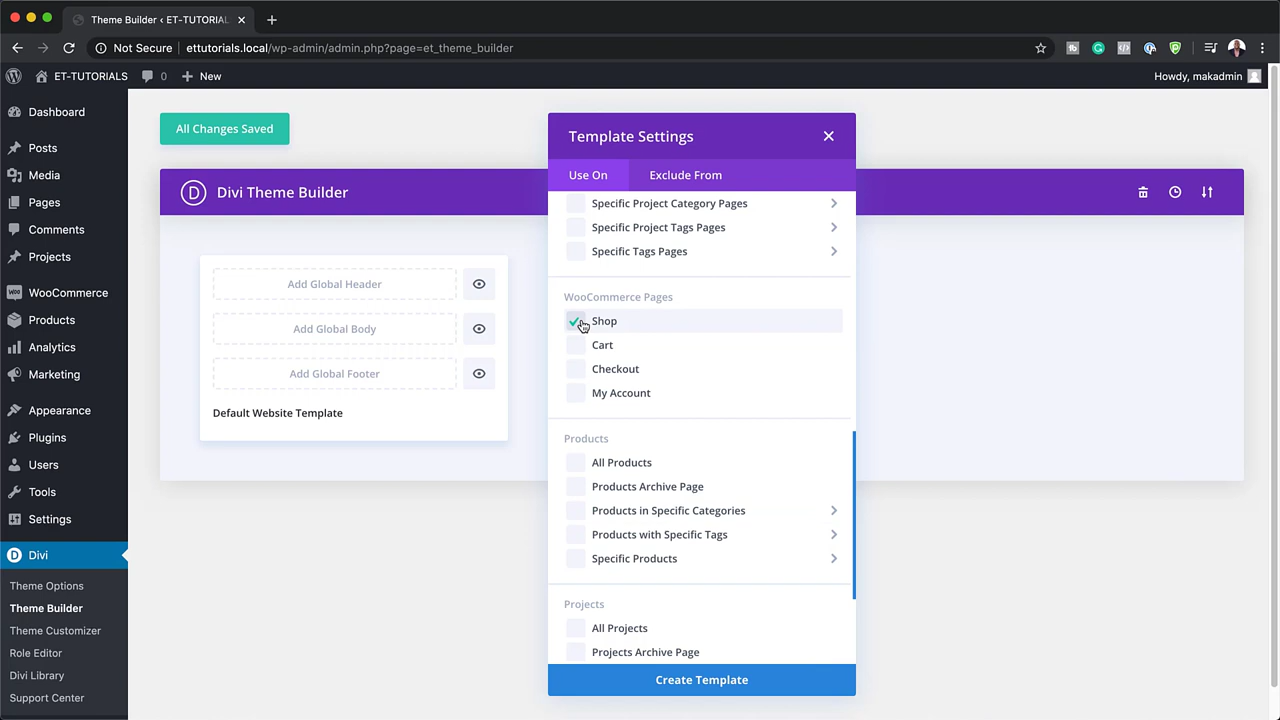 Theme Builder < ET-TUTORIAL
Not Secure
ettutorials.local/wp-admin/admin.php?page=et_theme_builder
ET-TUTORIALS
0
New
Howdy, makadmin
Dashboard
Posts
Media
Pages
Comments
Projects
WooCommerce
Products
Analytics
Marketing
Appearance
Plugins
Users
Tools
Settings
Divi
Theme Options
Theme Builder
Theme Customizer
Role Editor
Divi Library
Support Center
All Changes Saved
D
Divi Theme Builder
Add Global Header
Add Global Body
Add Global Footer
Default Website Template
Template Settings
Use On
Exclude From
Specific Project Category Pages
Specific Project Tags Pages
Specific Tags Pages
WooCommerce Pages
Shop
Cart
Checkout
My Account
Products
All Products
Products Archive Page
Products in Specific Categories
Products with Specific Tags
Specific Products
Projects
All Projects
Projects Archive Page
Create Template